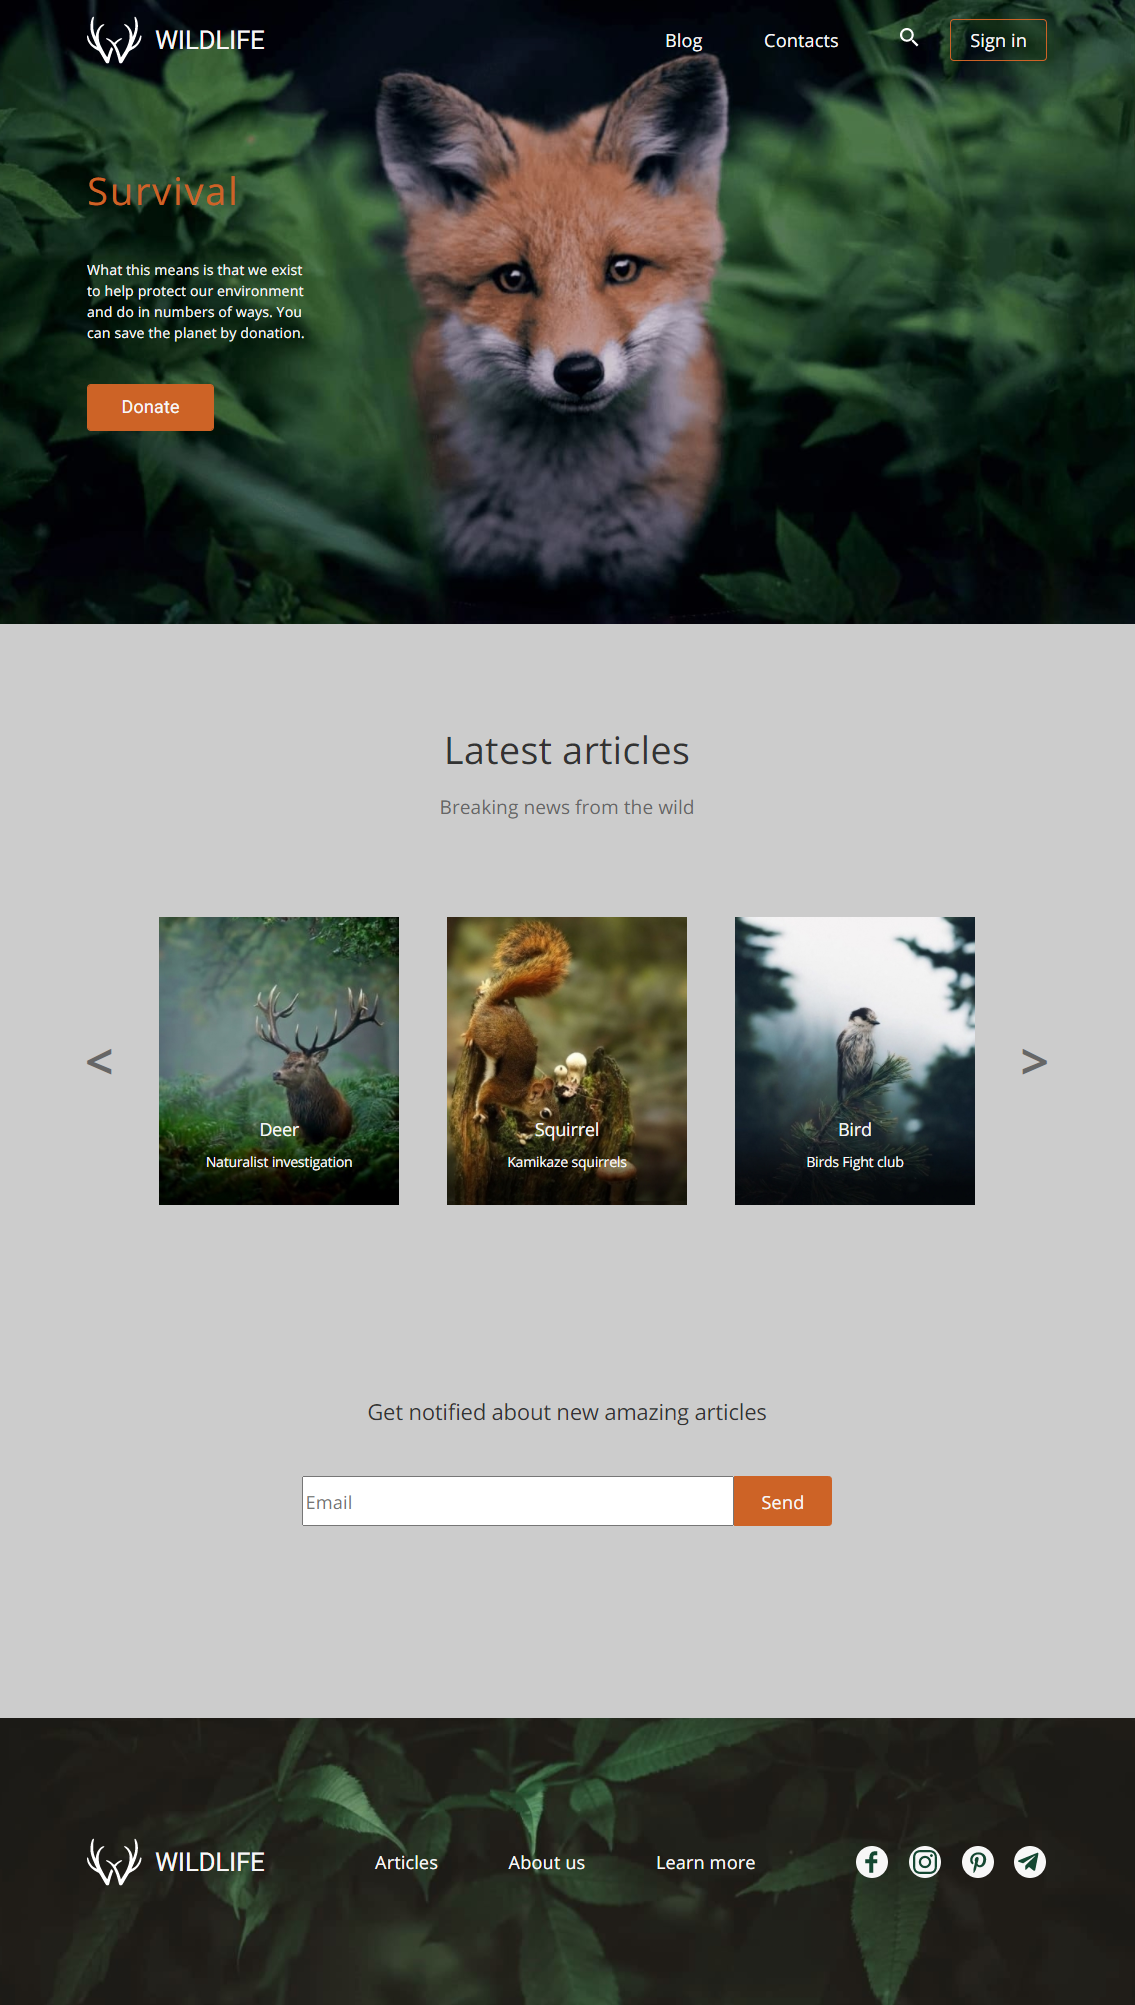 WILDLIFE
Blog
Contacts
Sign in
Survival
What this means is that we exist
to help protect our environment
and do in numbers of ways. You
can save the planet by donation.
Donate
Latest articles
Breaking news from the wild
<
>
Deer
Naturalist investigation
Squirrel
Kamikaze squirrels
Bird
Birds Fight club
Get notified about new amazing articles
Email
Send
WILDLIFE
Articles
About us
Learn more